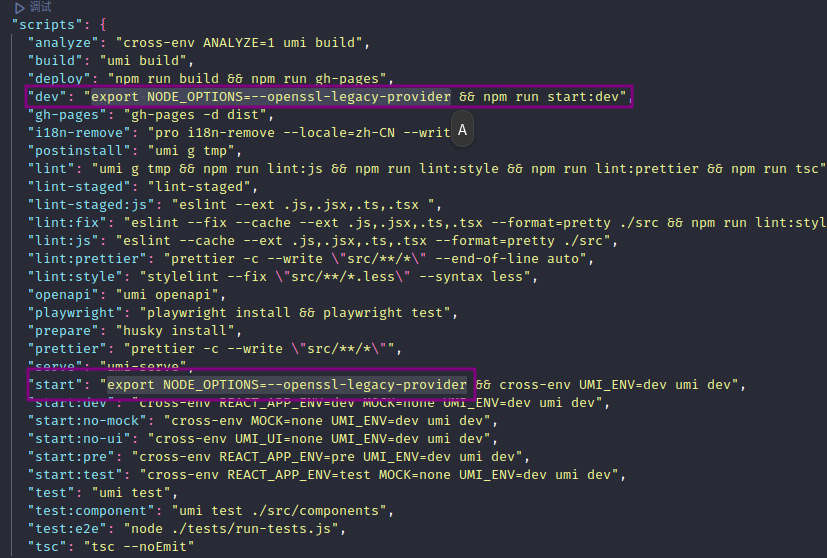 调试
"scripts": {
"analyze": "cross-env ANALYZE=1 umi build",
"build": "umi build",
"deploy": "npm run build && npm run gh-pages",
"dev": "export NODE_OPTIONS=--openssl-legacy-provider && npm run start:dev",
"gh-pages": "gh-pages -d dist",
"i18n-remove": "pro i18n-remove --locale=zh-CN --writ
A
"postinstall": "umi g tmp",
"lint": "umi g tmp && npm run lint:js && npm run lint:style && npm run lint:prettier && npm run tsc"
"lint-staged": "lint-staged",
"lint-staged:js": "eslint --ext .js,.jsx,.ts,.tsx ",
"lint:fix": "eslint --fix --cache --ext .js,.jsx,.ts,.tsx --format=pretty ./src && npm run lint:styl
"lint:js": "eslint --cache --ext .js,.jsx,.ts,.tsx --format=pretty ./src",
"lint:prettier": "prettier -c --write \"src/**/*\" --end-of-line auto",
"lint:style": "stylelint --fix \"src/**/*.less\" --syntax less",
"openapi": "umi openapi",
"playwright": "playwright install && playwright test",
"prepare": "husky install",
"prettier": "prettier -c --write \"src/**/*\"",
"serve": "umi-serve",
"start": "export NODE_OPTIONS=--openssl-legacy-provider && cross-env UMI_ENV=dev umi dev",
"start:dev": "cross-env REACT_APP_ENV=dev MOCK=none UMI_ENV=dev umi dev",
"start:no-mock": "cross-env MOCK=none UMI_ENV=dev umi dev",
"start:no-ui": "cross-env UMI_UI=none UMI_ENV=dev umi dev",
"start:pre": "cross-env REACT_APP_ENV=pre UMI_ENV=dev umi dev",
"start:test": "cross-env REACT_APP_ENV=test MOCK=none UMI_ENV=dev umi dev",
"test": "umi test",
"test:component": "umi test ./src/components",
"test:e2e": "node ./tests/run-tests.js",
"tsc": "tsc --noEmit"